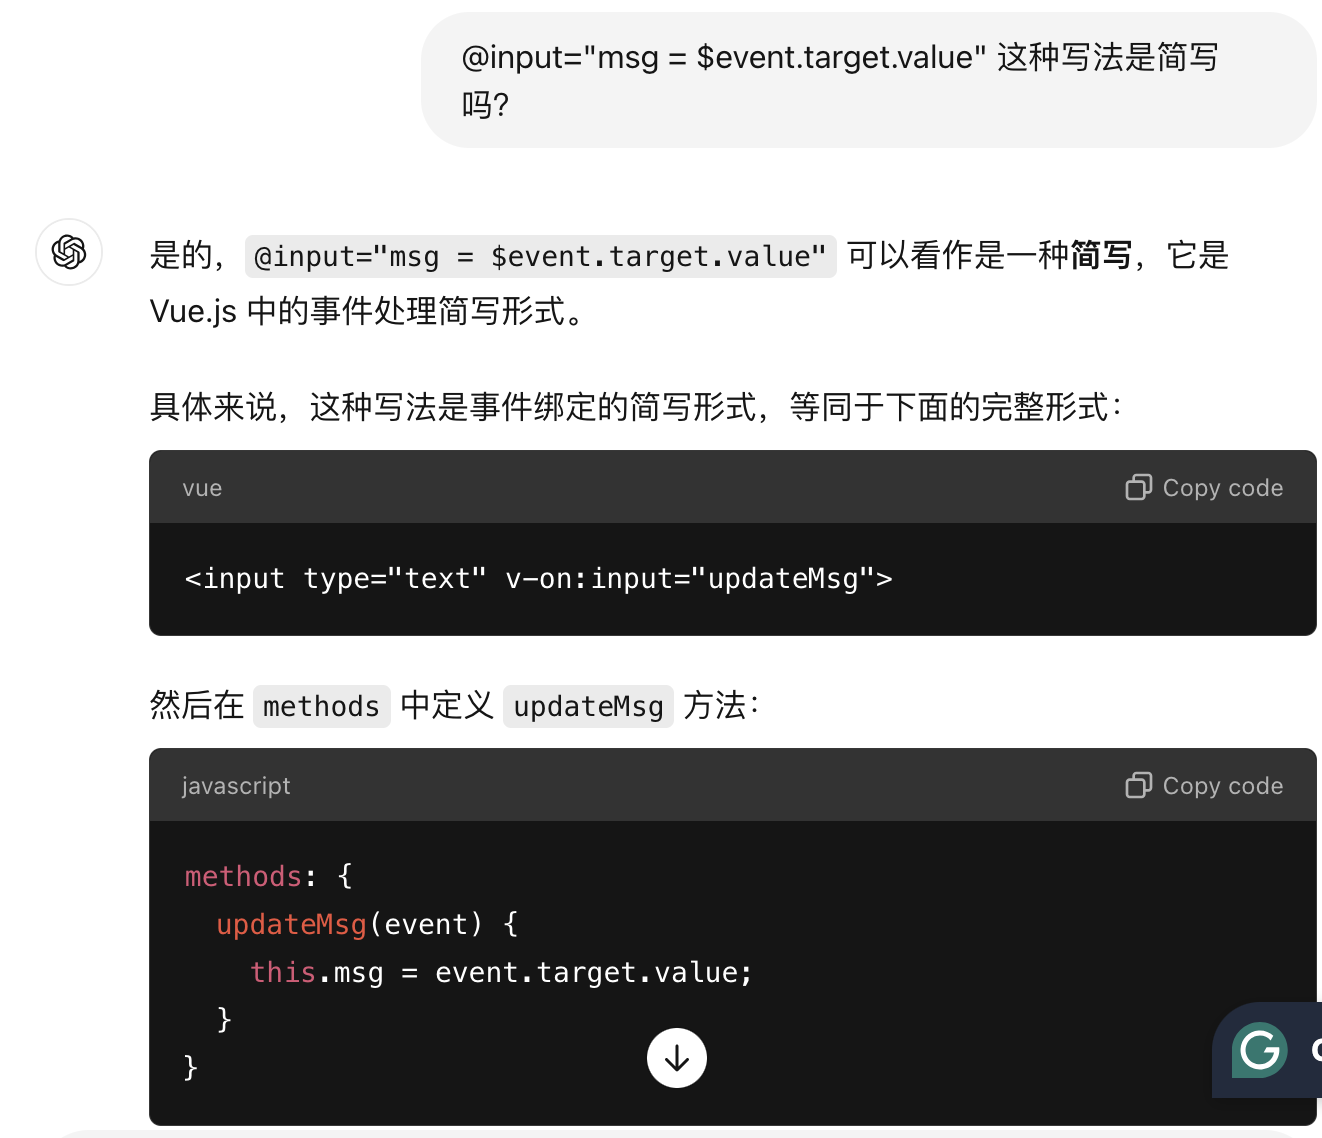 @input="msg = $event.target.value" 这种写法是简写
吗?
是的，@input="msg = $event.target.value" 可以看作是一种简写，它是
Vue.js 中的事件处理简写形式。
具体来说，这种写法是事件绑定的简写形式，等同于下面的完整形式：
vue
Copy code
<input type="text" v-on:input="updateMsg">
然后在 methods 中定义 updateMsg 方法：
javascript
Copy code
methods: {
  updateMsg(event) {
    this.msg = event.target.value;
  }
}